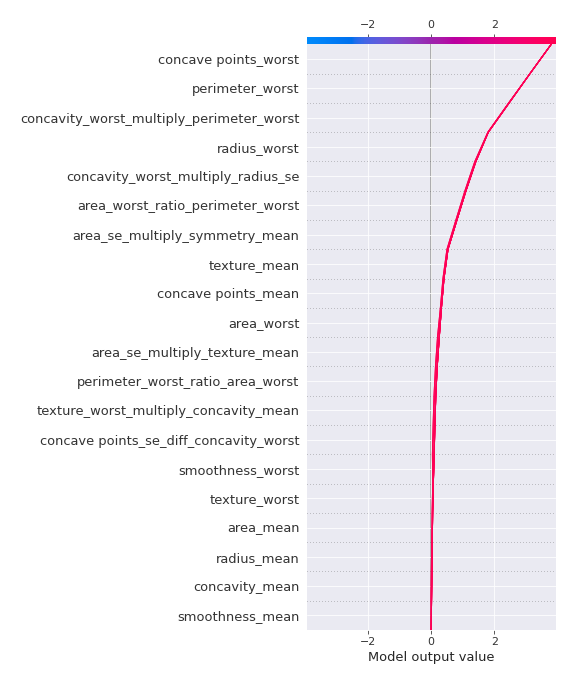 −2 0 2
concave points_worst
perimeter_worst
concavity_worst_multiply_perimeter_worst
radius_worst
concavity_worst_multiply_radius_se
area_worst_ratio_perimeter_worst
area_se_multiply_symmetry_mean
texture_mean
concave points_mean
area_worst
area_se_multiply_texture_mean
perimeter_worst_ratio_area_worst
texture_worst_multiply_concavity_mean
concave points_se_diff_concavity_worst
smoothness_worst
texture_worst
area_mean
radius_mean
concavity_mean
smoothness_mean
−2 0 2
Model output value